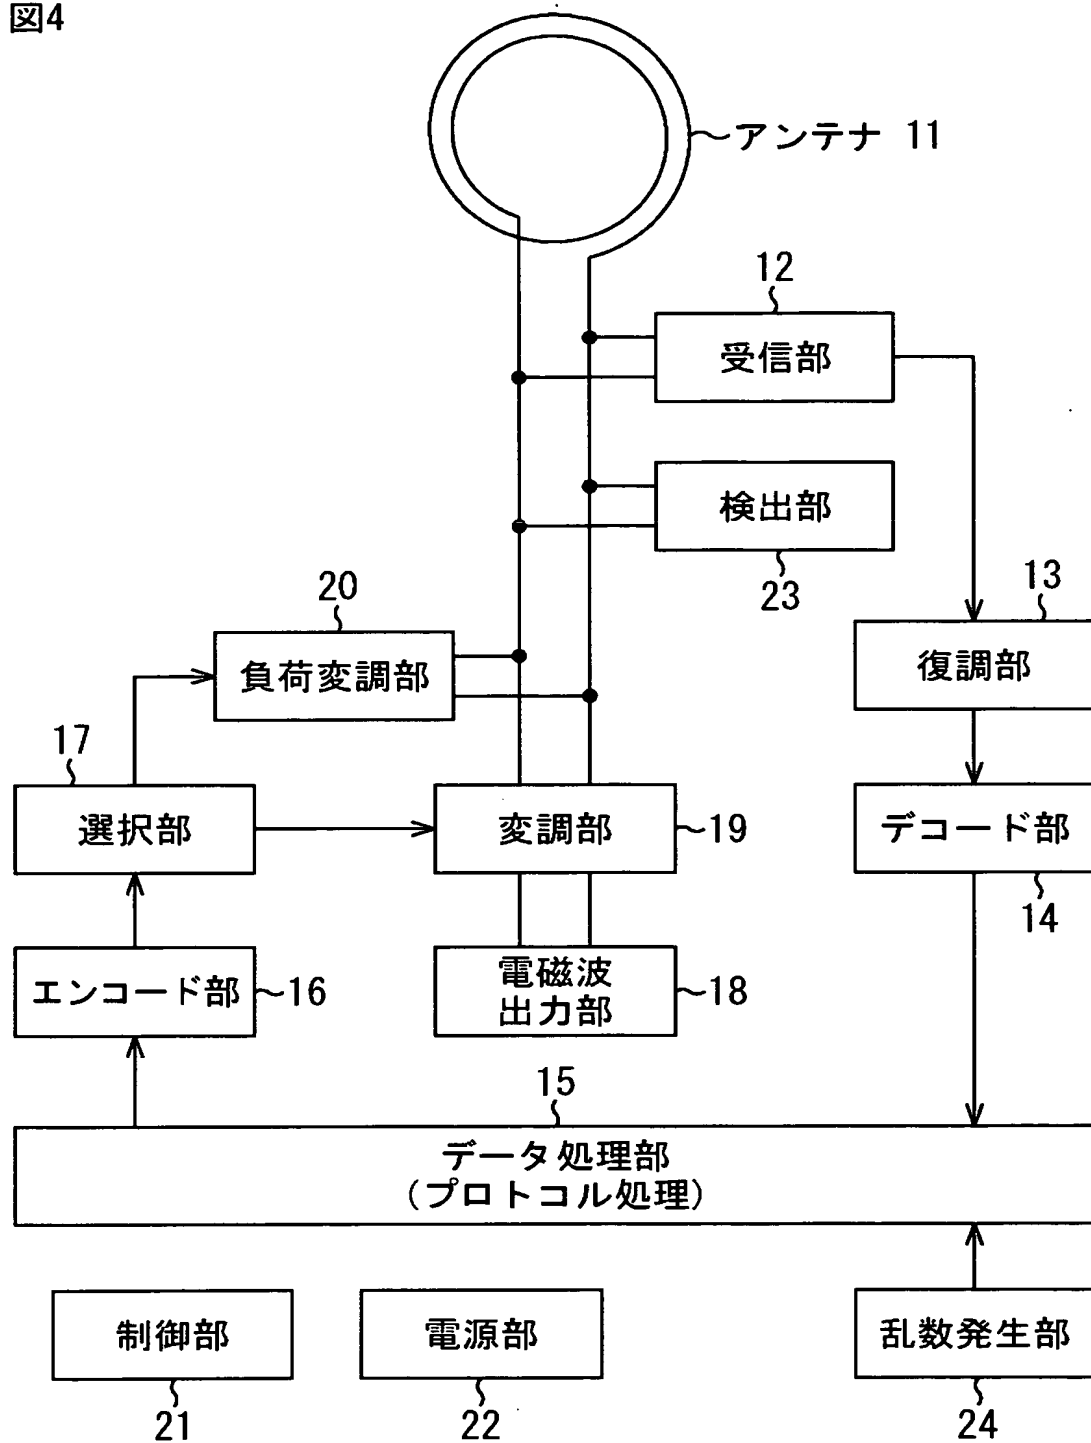 図4
アンテナ 11
12
受信部
検出部
23
20
負荷変調部
13
復調部
17
選択部
変調部
19
デコード部
14
エンコード部
16
電磁波
出力部
18
15
データ処理部
(プロトコル処理)
制御部
21
電源部
22
乱数発生部
24